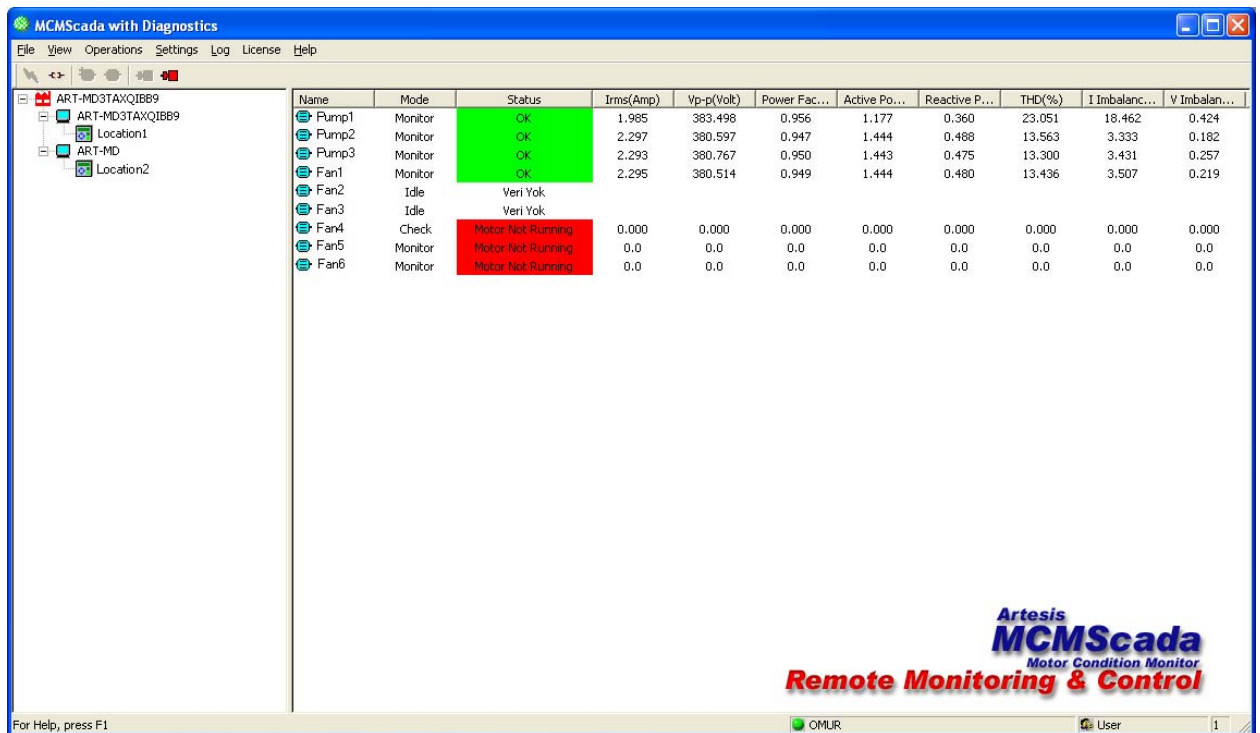 MCMScada with Diagnostics
File View Operations Settings Log License Help
ART-MD3TAXQIBB9
ART-MD3TAXQIBB9
Location1
ART-MD
Location2
Name Mode Status Irms(Amp) Vp-p(Volt) Power Fac... Active Po... Reactive P... THD(%) I Imbalanc... V Imbalan...
Pump1 Monitor OK 1.985 383.498 0.956 1.177 0.360 23.051 18.462 0.424
Pump2 Monitor OK 2.297 380.597 0.947 1.444 0.488 13.563 3.333 0.182
Pump3 Monitor OK 2.293 380.767 0.950 1.443 0.475 13.300 3.431 0.257
Fan1 Monitor OK 2.295 380.514 0.949 1.444 0.480 13.436 3.507 0.219
Fan2 Idle Veri Yok
Fan3 Idle Veri Yok
Fan4 Check Motor Not Running 0.000 0.000 0.000 0.000 0.000 0.000 0.000 0.000
Fan5 Monitor Motor Not Running 0.0 0.0 0.0 0.0 0.0 0.0 0.0 0.0
Fan6 Monitor Motor Not Running 0.0 0.0 0.0 0.0 0.0 0.0 0.0 0.0
Artesis
MCMScada
Motor Condition Monitor
Remote Monitoring & Control
For Help, press F1 OMUR User 1